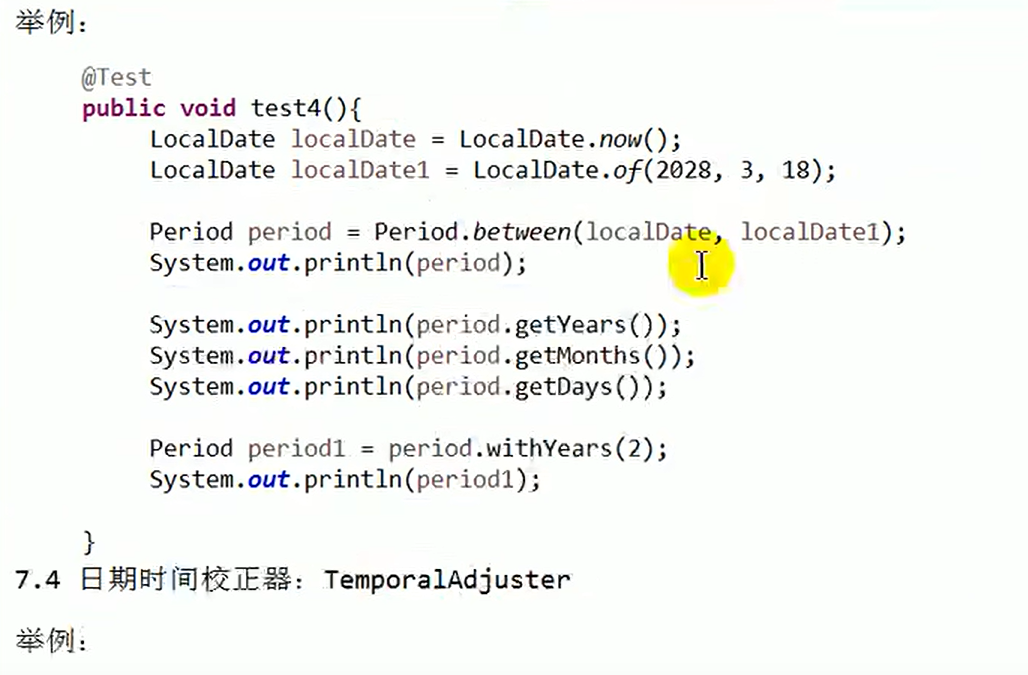 举例：
@Test
public void test4(){
LocalDate localDate = LocalDate.now();
LocalDate localDate1 = LocalDate.of(2028, 3, 18);
Period period = Period.between(localDate, localDate1);
System.out.println(period);
System.out.println(period.getYears());
System.out.println(period.getMonths());
System.out.println(period.getDays());
Period period1 = period.withYears(2);
System.out.println(period1);
}
7.4 日期时间校正器：TemporalAdjuster
举例：